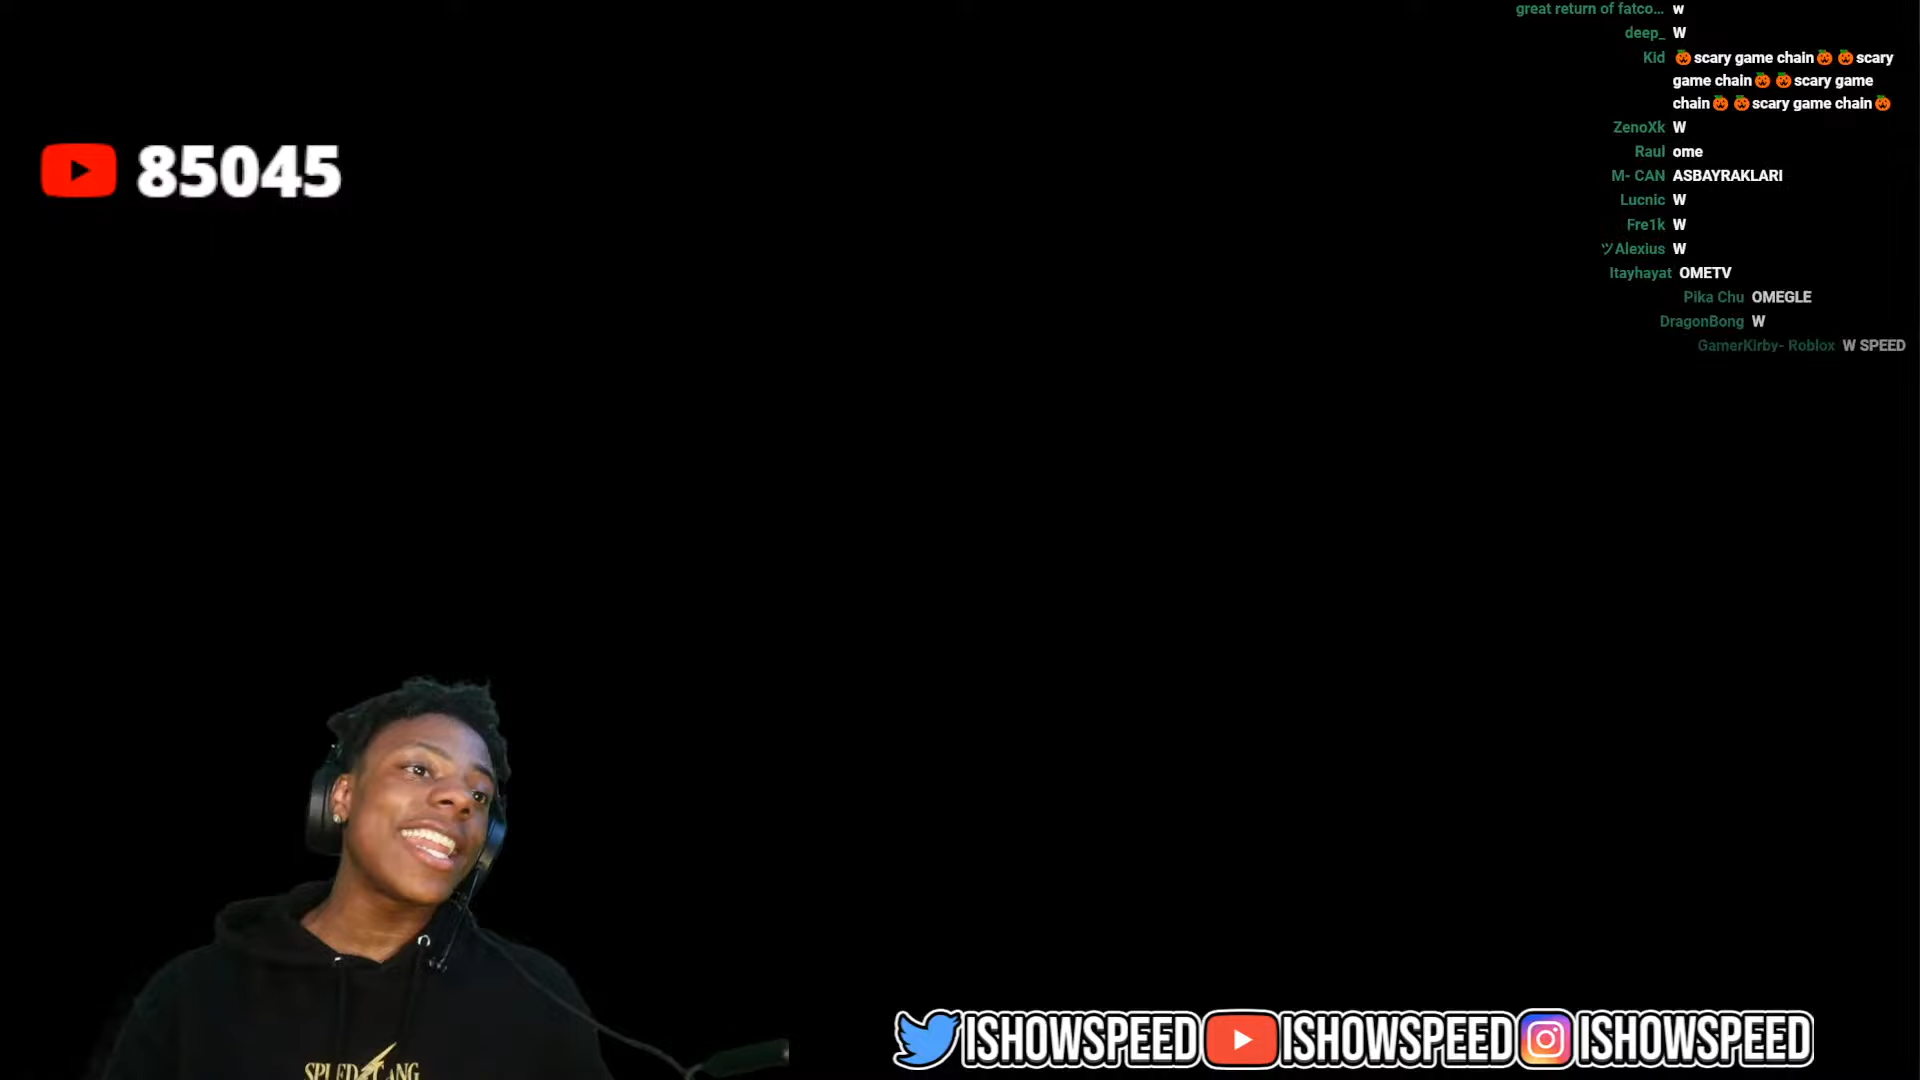 great return of fatco... w
deep_ W
Kid 🎃scary game chain🎃 🎃scary
game chain🎃 🎃scary game
chain🎃 🎃scary game chain🎃
ZenoXk W
Raul ome
M- CAN ASBAYRAKLARI
85045
Lucnic W
Fre1k W
ツAlexius W
Itayhayat OMETV
Pika Chu OMEGLE
DragonBong W
GamerKirby- Roblox W SPEED
ISHOWSPEED ISHOWSPEED ISHOWSPEED